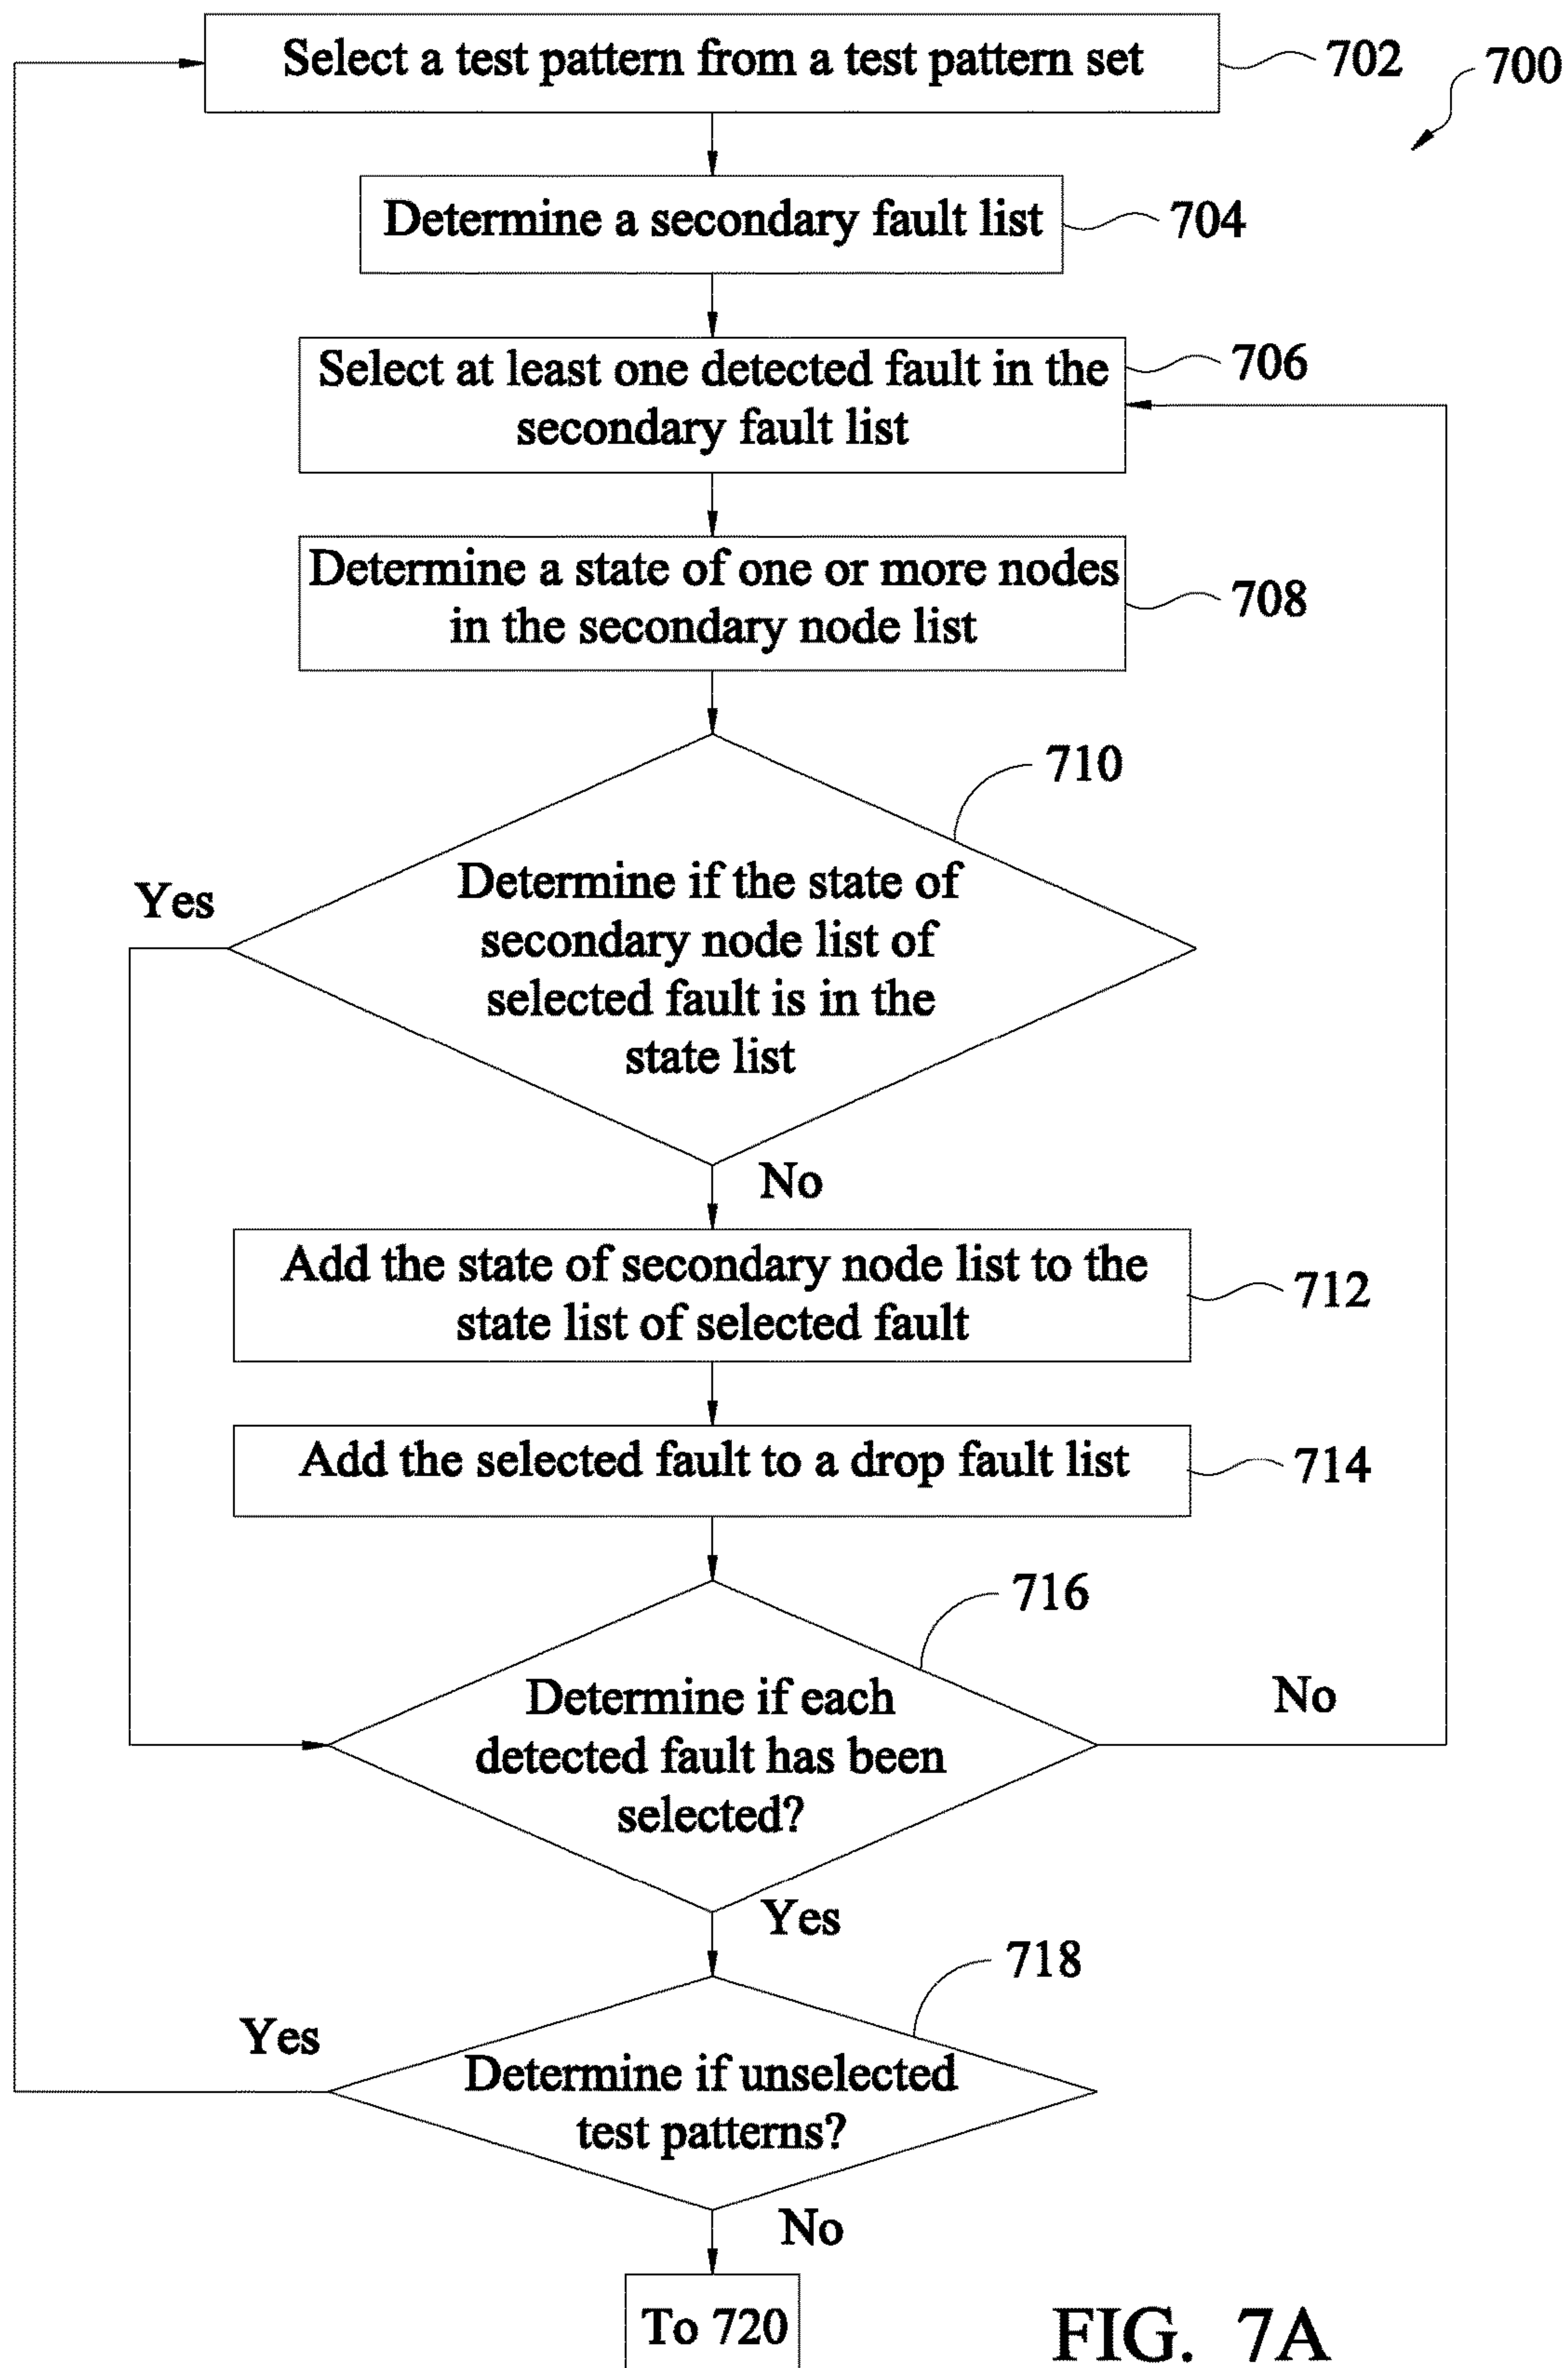 Select a test pattern from a test pattern set
702
700
Determine a secondary fault list
704
Select at least one detected fault in the
secondary fault list
706
Determine a state of one or more nodes
in the secondary node list
708
710
Determine if the state of
secondary node list of
selected fault is in the
state list
Yes
No
Add the state of secondary node list to the
state list of selected fault
712
Add the selected fault to a drop fault list
714
716
Determine if each
detected fault has been
selected?
No
Yes
718
Yes
Determine if unselected
test patterns?
No
To 720
FIG. 7A